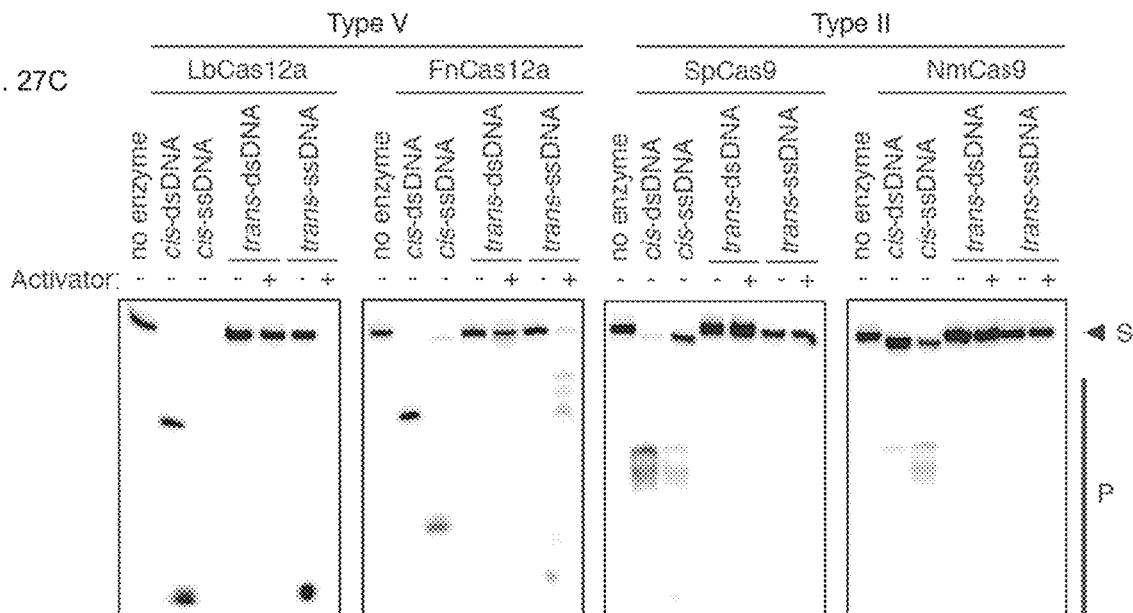 Type V Type II
. 27C LbCas12a FnCas12a SpCas9 NmCas9
no enzyme cis-dsDNA cis-ssDNA trans-dsDNA trans-ssDNA no enzyme cis-dsDNA cis-ssDNA trans-dsDNA trans-ssDNA no enzyme cis-dsDNA cis-ssDNA trans-dsDNA trans-ssDNA no enzyme cis-dsDNA cis-ssDNA trans-dsDNA trans-ssDNA
Activator: - - - - + - + - - - - + - + - - - - + - + - - - - + - +
S
P